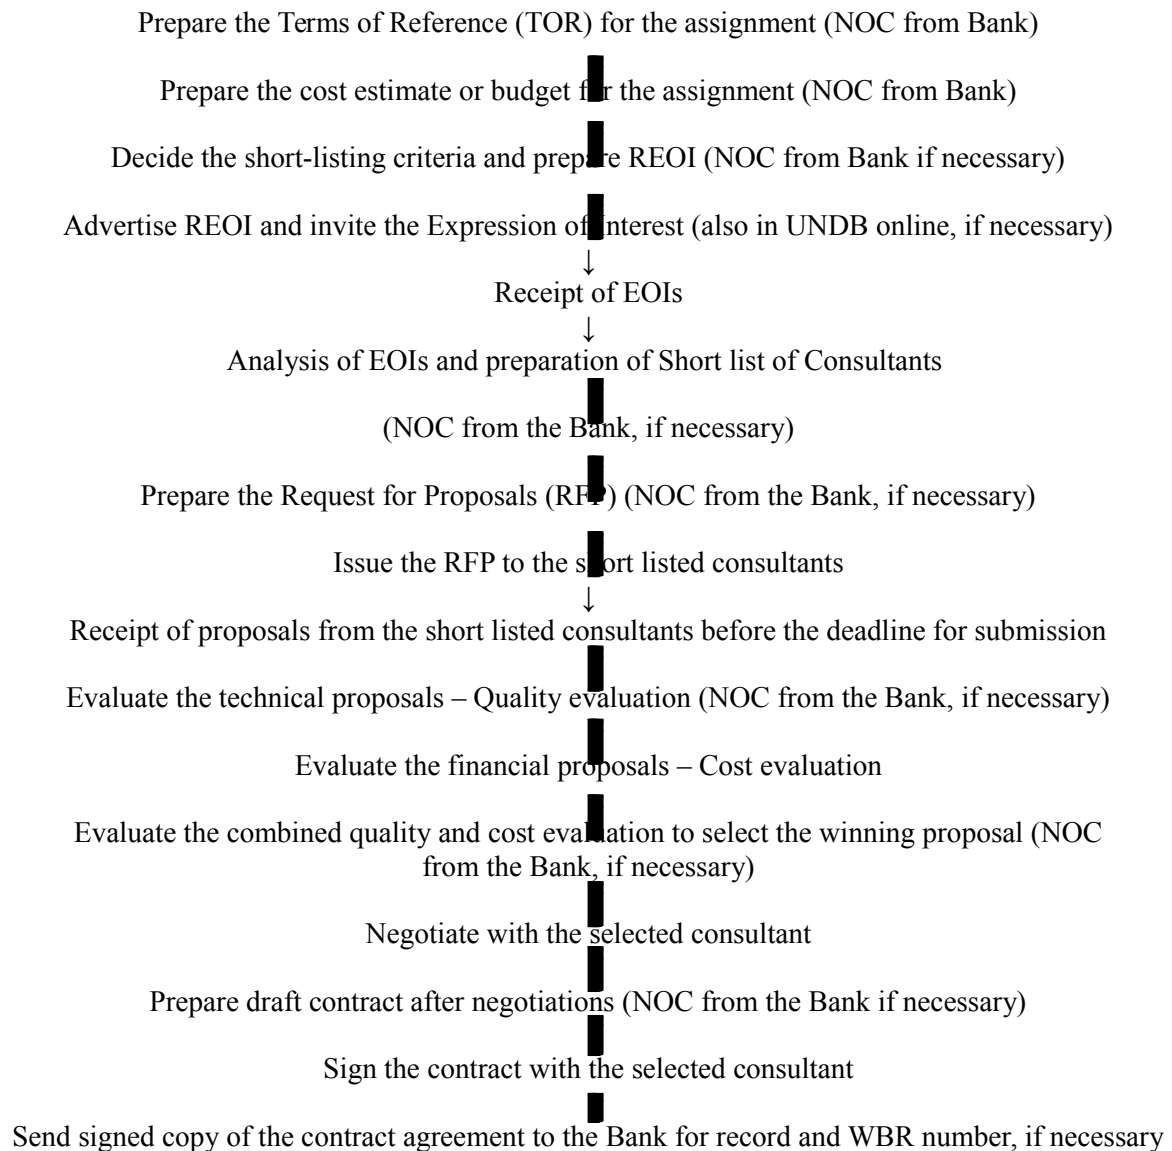 Prepare the Terms of Reference (TOR) for the assignment (NOC from Bank)
Prepare the cost estimate or budget for the assignment (NOC from Bank)
Decide the short-listing criteria and prepare REOI (NOC from Bank if necessary)
Advertise REOI and invite the Expression of Interest (also in UNDB online, if necessary)
↓
Receipt of EOIs
↓
Analysis of EOIs and preparation of Short list of Consultants
(NOC from the Bank, if necessary)
Prepare the Request for Proposals (RFP) (NOC from the Bank, if necessary)
Issue the RFP to the short listed consultants
↓
Receipt of proposals from the short listed consultants before the deadline for submission
Evaluate the technical proposals – Quality evaluation (NOC from the Bank, if necessary)
Evaluate the financial proposals – Cost evaluation
Evaluate the combined quality and cost evaluation to select the winning proposal (NOC
from the Bank, if necessary)
Negotiate with the selected consultant
Prepare draft contract after negotiations (NOC from the Bank if necessary)
Sign the contract with the selected consultant
Send signed copy of the contract agreement to the Bank for record and WBR number, if necessary